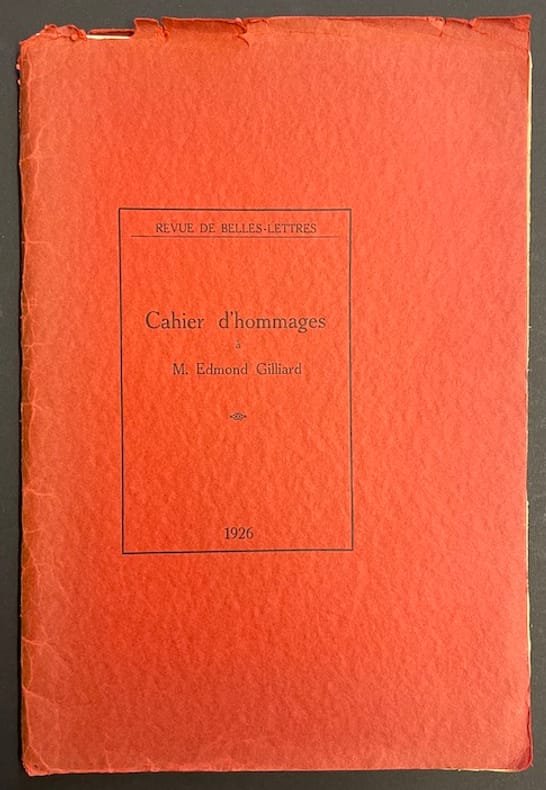 REVUE DE BELLES-LETTRES
Cahier d'hommages
à
M. Edmond Gilliard
1926